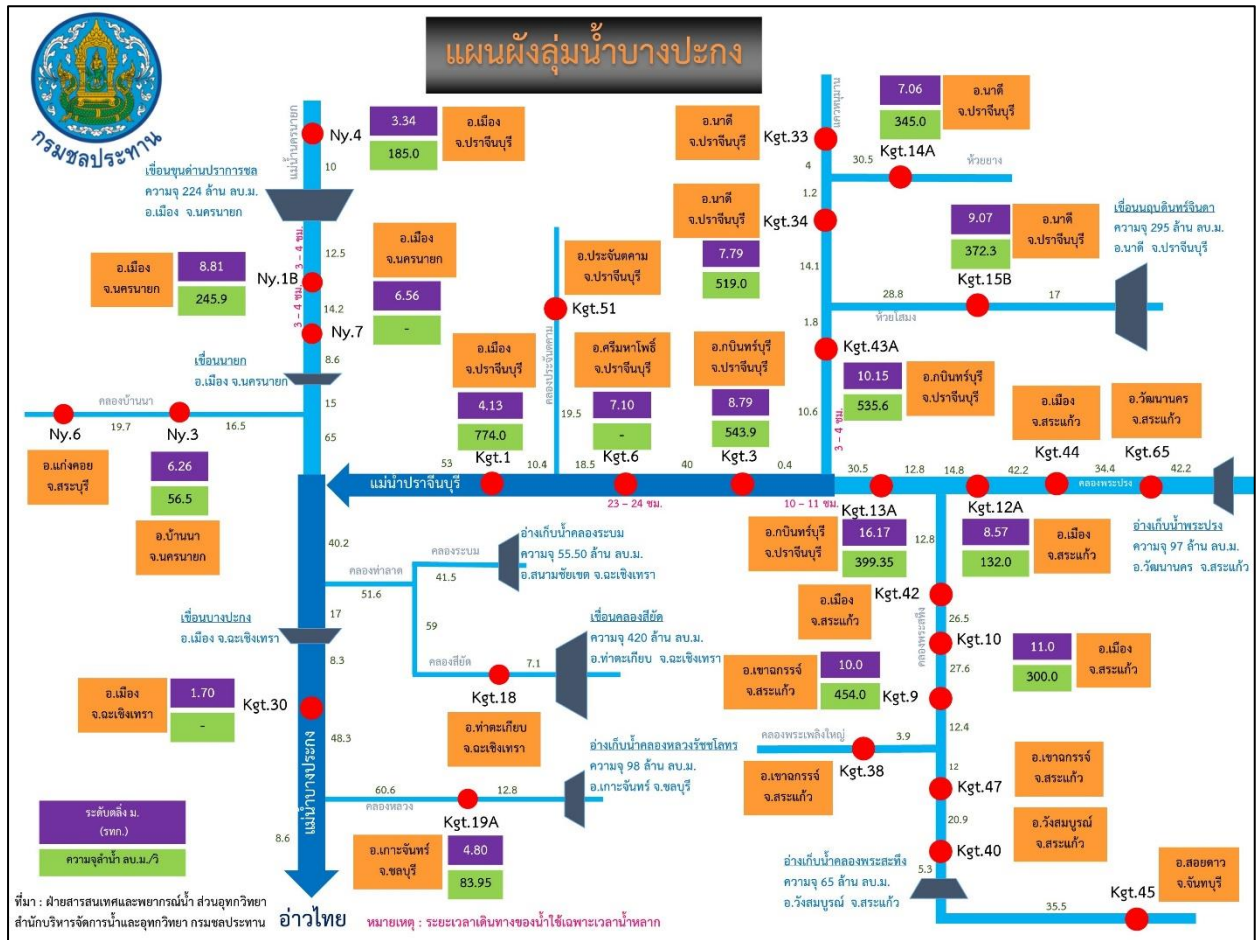 แผนผังลุ่มน้ำบางปะกง
กรมชลประทาน
แม่น้ำนครนายก
Ny.4
3.34
185.0
อ.เมือง
จ.ปราจีนบุรี
10
เขื่อนขุนด่านปราการชล
ความจุ 224 ล้าน ลบ.ม.
อ.เมือง จ.นครนายก
3 – 4 ชม.
12.5
อ.เมือง
จ.นครนายก
8.81
245.9
Ny.1B
3 – 4 ชม.
14.2
Ny.7
อ.เมือง
จ.นครนายก
6.56
-
8.6
เขื่อนนายก
อ.เมือง จ.นครนายก
15
คลองบ้านนา
Ny.6
19.7
Ny.3
16.5
65
อ.แก่งคอย
จ.สระบุรี
6.26
56.5
อ.บ้านนา
จ.นครนายก
แควหนุมาน
อ.นาดี
จ.ปราจีนบุรี
Kgt.33
7.06
345.0
อ.นาดี
จ.ปราจีนบุรี
Kgt.14A
4
30.5
ห้วยยาง
1.2
อ.นาดี
จ.ปราจีนบุรี
Kgt.34
7.79
519.0
14.1
9.07
372.3
อ.นาดี
จ.ปราจีนบุรี
Kgt.15B
เขื่อนนฤบดินทร์จินดา
ความจุ 295 ล้าน ลบ.ม.
อ.นาดี จ.ปราจีนบุรี
28.8
17
ห้วยโสมง
1.8
Kgt.43A
10.15
535.6
อ.กบินทร์บุรี
จ.ปราจีนบุรี
10.6
3 – 4 ชม.
อ.ประจันตคาม
จ.ปราจีนบุรี
Kgt.51
คลองประจันตคาม
19.5
อ.เมือง
จ.ปราจีนบุรี
4.13
774.0
อ.ศรีมหาโพธิ์
จ.ปราจีนบุรี
7.10
-
อ.กบินทร์บุรี
จ.ปราจีนบุรี
8.79
543.9
อ.เมือง
จ.สระแก้ว
Kgt.44
อ.วัฒนานคร
จ.สระแก้ว
Kgt.65
53
Kgt.1
10.4
18.5
Kgt.6
40
Kgt.3
0.4
30.5
12.8
14.8
42.2
34.4
42.2
แม่น้ำปราจีนบุรี
คลองพระปรง
23 – 24 ชม.
10 – 11 ชม.
Kgt.13A
Kgt.12A
อ.กบินทร์บุรี
จ.ปราจีนบุรี
16.17
399.35
8.57
132.0
อ.เมือง
จ.สระแก้ว
อ่างเก็บน้ำพระปรง
ความจุ 97 ล้าน ลบ.ม.
อ.วัฒนานคร จ.สระแก้ว
12.8
40.2
คลองท่าลาด
51.6
คลองระบม
41.5
อ่างเก็บน้ำคลองระบม
ความจุ 55.50 ล้าน ลบ.ม.
อ.สนามชัยเขต จ.ฉะเชิงเทรา
เขื่อนบางปะกง
อ.เมือง จ.ฉะเชิงเทรา
17
59
8.3
คลองสียัด
7.1
Kgt.18
เขื่อนคลองสียัด
ความจุ 420 ล้าน ลบ.ม.
อ.ท่าตะเกียบ จ.ฉะเชิงเทรา
อ.ท่าตะเกียบ
จ.ฉะเชิงเทรา
อ.เมือง
จ.สระแก้ว
Kgt.42
คลองพระสะทึง
26.5
Kgt.10
11.0
300.0
อ.เมือง
จ.สระแก้ว
27.6
อ.เขาฉกรรจ์
จ.สระแก้ว
10.0
454.0
Kgt.9
12.4
คลองพระเพลิงใหญ่
3.9
Kgt.38
อ.เขาฉกรรจ์
จ.สระแก้ว
12
Kgt.47
อ.เขาฉกรรจ์
จ.สระแก้ว
20.9
Kgt.40
อ.วังสมบูรณ์
จ.สระแก้ว
อ่างเก็บน้ำคลองพระสะทึง
ความจุ 65 ล้าน ลบ.ม.
อ.วังสมบูรณ์ จ.สระแก้ว
5.3
35.5
Kgt.45
อ.สอยดาว
จ.จันทบุรี
อ.เมือง
จ.ฉะเชิงเทรา
1.70
-
Kgt.30
48.3
แม่น้ำบางประกง
อ่างเก็บน้ำคลองหลวงรัชชโลทร
ความจุ 98 ล้าน ลบ.ม.
อ.เกาะจันทร์ จ.ชลบุรี
60.6
12.8
คลองหลวง
Kgt.19A
อ.เกาะจันทร์
จ.ชลบุรี
4.80
83.95
8.6
ระดับตลิ่ง ม.
(รทก.)
ความจุลำน้ำ ลบ.ม./วิ
ที่มา : ฝ่ายสารสนเทศและพยากรณ์น้ำ ส่วนอุทกวิทยา
สำนักบริหารจัดการน้ำและอุทกวิทยา กรมชลประทาน
อ่าวไทย
หมายเหตุ : ระยะเวลาเดินทางของน้ำใช้เฉพาะเวลาน้ำหลาก